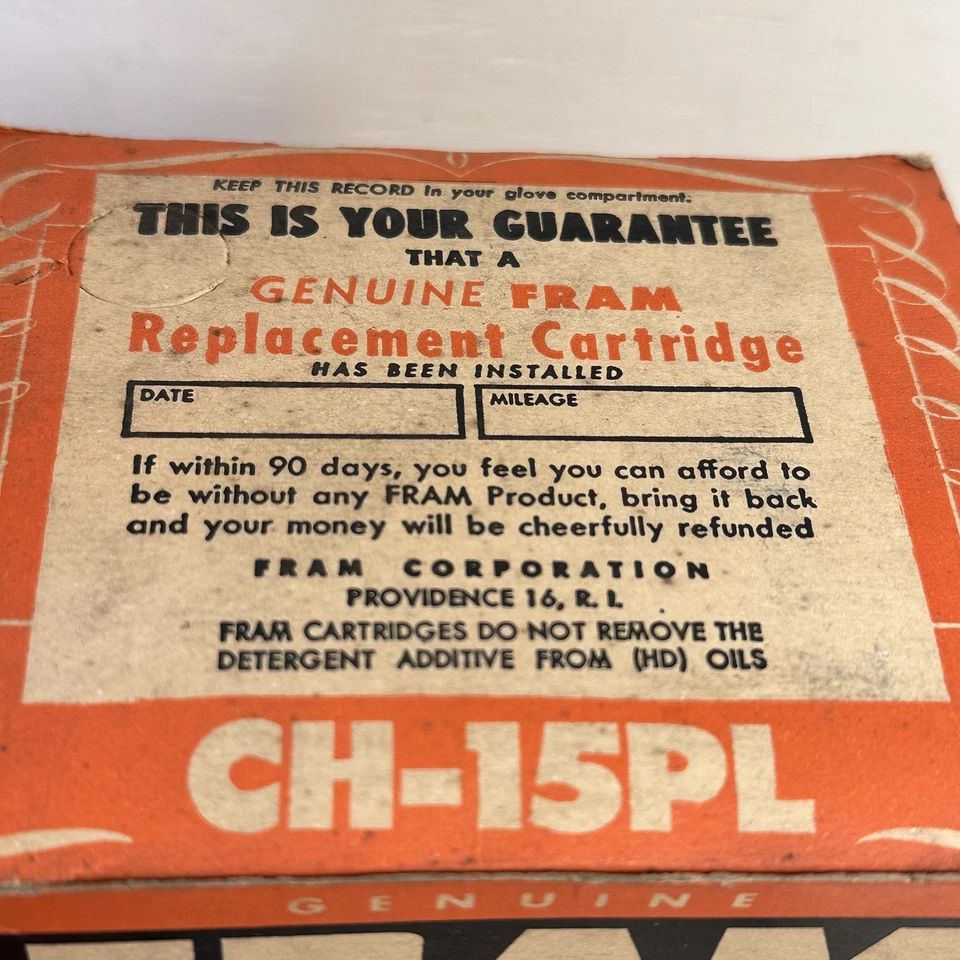 KEEP THIS RECORD in your glove compartment.
THIS IS YOUR GUARANTEE
THAT A
GENUINE FRAM
Replacement Cartridge
HAS BEEN INSTALLED
DATE MILEAGE
If within 90 days, you feel you can afford to
be without any FRAM Product, bring it back
and your money will be cheerfully refunded
FRAM CORPORATION
PROVIDENCE 16, R. I.
FRAM CARTRIDGES DO NOT REMOVE THE
DETERGENT ADDITIVE FROM (HD) OILS
CH-15PL
GENUINE